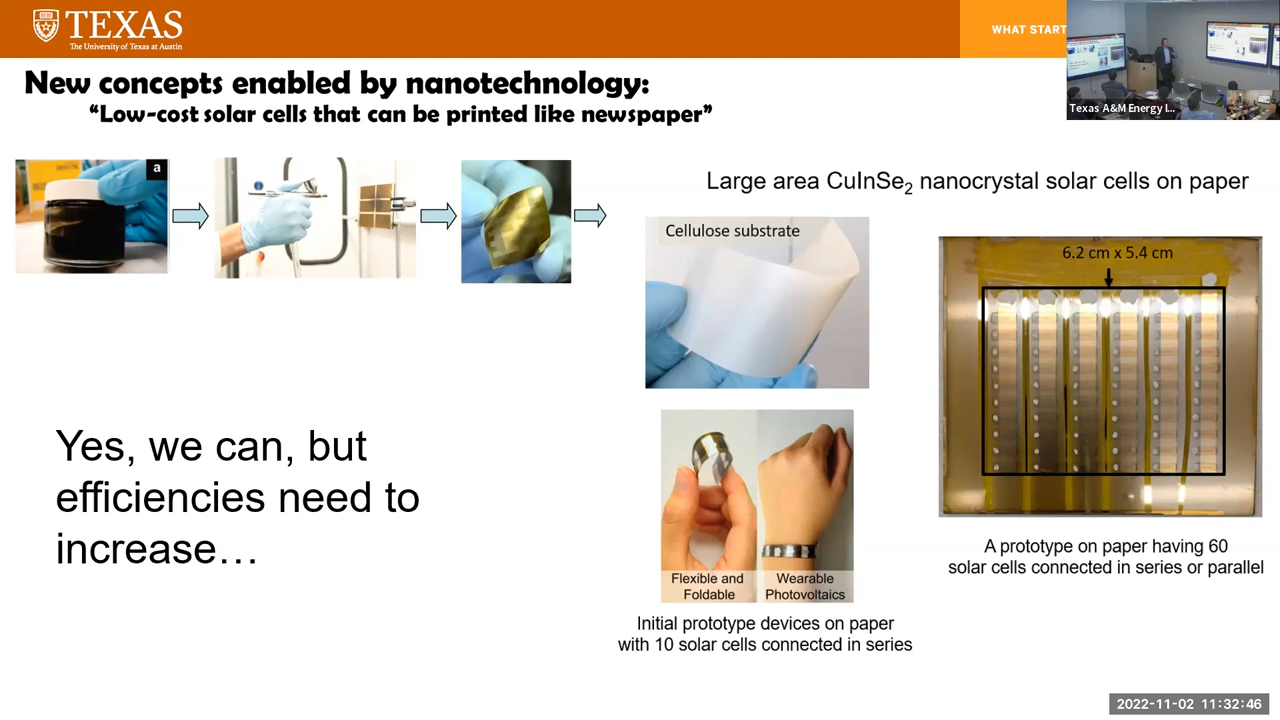 TEXAS
The University of Texas at Austin
WHAT START
Texas A&M Energy I...
New concepts enabled by nanotechnology:
“Low-cost solar cells that can be printed like newspaper”
a
Large area CuInSe₂ nanocrystal solar cells on paper
Cellulose substrate
6.2 cm x 5.4 cm
Yes, we can, but
efficiencies need to
increase…
Flexible and
Foldable
Wearable
Photovoltaics
Initial prototype devices on paper
with 10 solar cells connected in series
A prototype on paper having 60
solar cells connected in series or parallel
2022-11-02 11:32:46